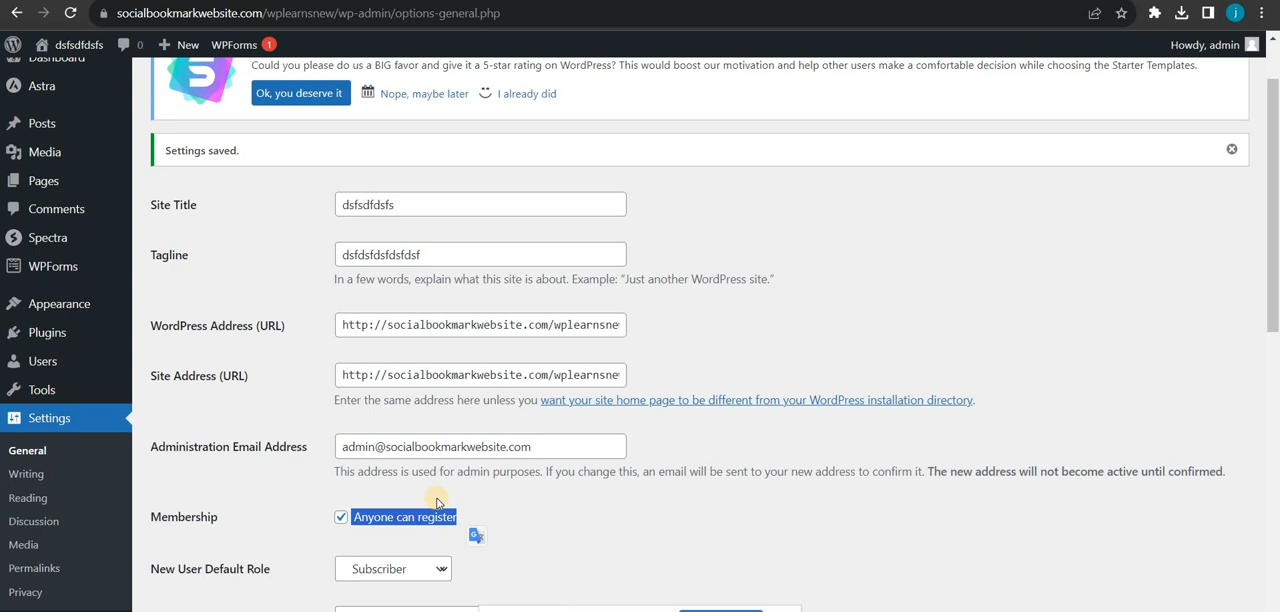 socialbookmarkwebsite.com/wplearnsnew/wp-admin/options-general.php
j
dsfsdfdsfs
0
New
WPForms 1
Howdy, admin
Dashboard
Astra
Posts
Media
Pages
Comments
Spectra
WPForms
Appearance
Plugins
Users
Tools
Settings
General
Writing
Reading
Discussion
Media
Permalinks
Privacy
Could you please do us a BIG favor and give it a 5-star rating on WordPress? This would boost our motivation and help other users make a comfortable decision while choosing the Starter Templates.
Ok, you deserve it
Nope, maybe later
I already did
Settings saved.
Site Title
dsfsdfdsfs
Tagline
dsfdsfdsfdsfdsf
In a few words, explain what this site is about. Example: “Just another WordPress site.”
WordPress Address (URL)
http://socialbookmarkwebsite.com/wplearnsne
Site Address (URL)
http://socialbookmarkwebsite.com/wplearnsne
Enter the same address here unless you want your site home page to be different from your WordPress installation directory.
Administration Email Address
admin@socialbookmarkwebsite.com
This address is used for admin purposes. If you change this, an email will be sent to your new address to confirm it. The new address will not become active until confirmed.
Membership
Anyone can register
New User Default Role
Subscriber